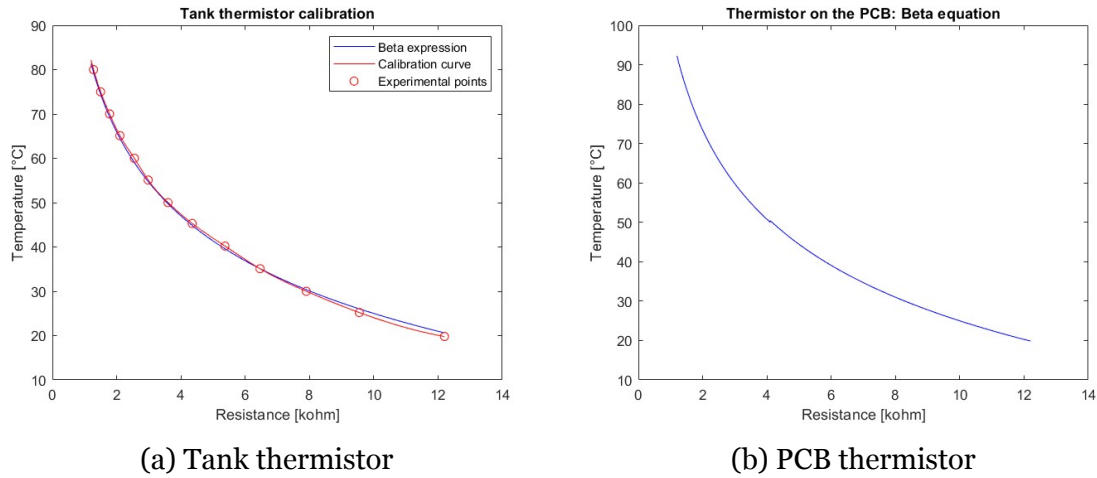 Tank thermistor calibration
90
80
70
60
50
40
30
20
10
Temperature [°C]
Beta expression
Calibration curve
Experimental points
0 2 4 6 8 10 12 14
Resistance [kohm]
(a) Tank thermistor
Thermistor on the PCB: Beta equation
100
90
80
70
60
50
40
30
20
10
Temperature [°C]
0 2 4 6 8 10 12 14
Resistance [kohm]
(b) PCB thermistor